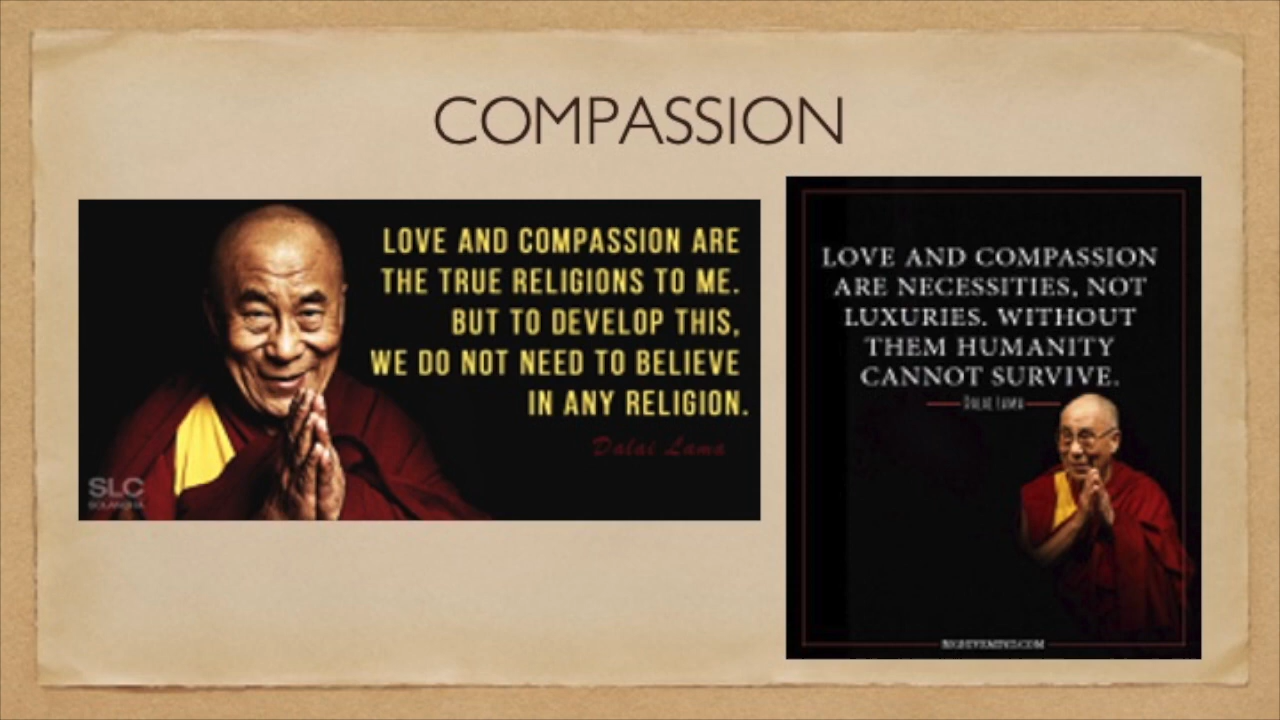 COMPASSION
LOVE AND COMPASSION ARE
THE TRUE RELIGIONS TO ME.
BUT TO DEVELOP THIS,
WE DO NOT NEED TO BELIEVE
IN ANY RELIGION.
Dalai Lama
SLC
LOVE AND COMPASSION
ARE NECESSITIES, NOT
LUXURIES. WITHOUT
THEM HUMANITY
CANNOT SURVIVE.
DALAI LAMA